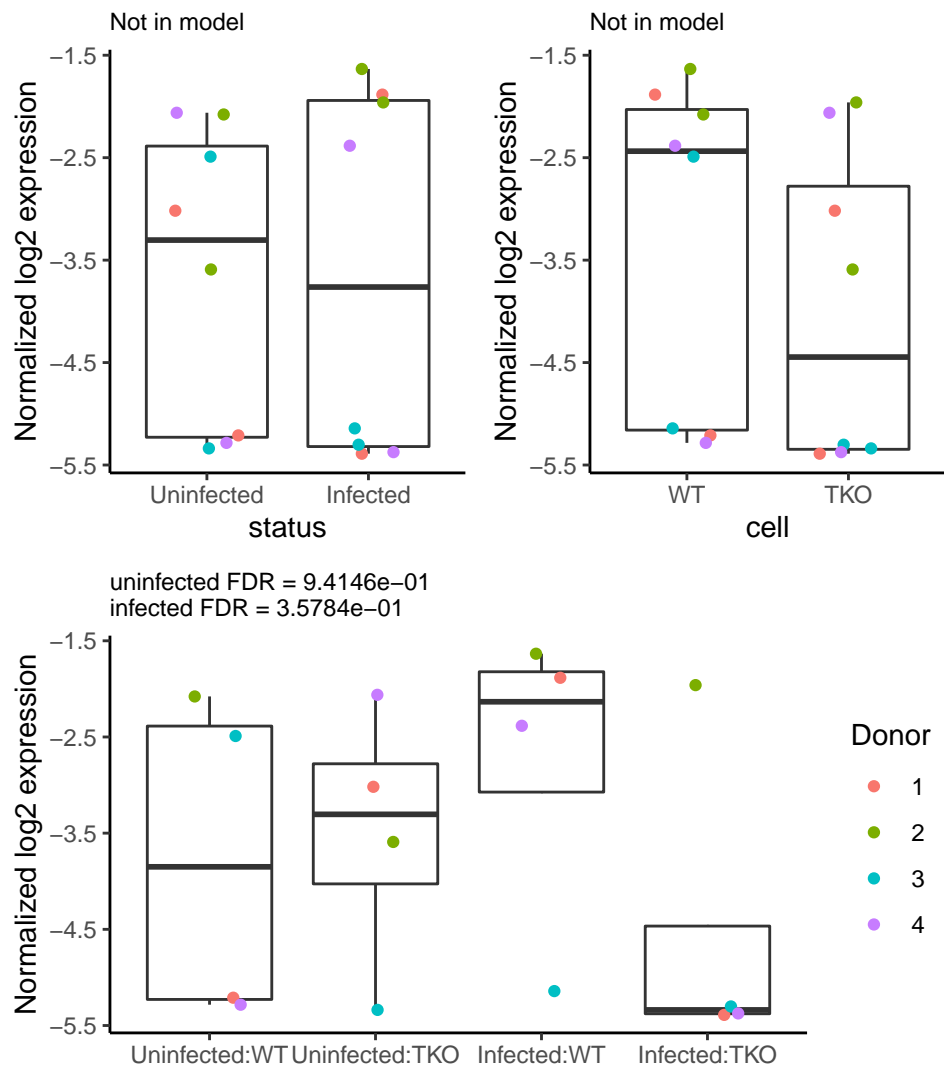 Not in model
Normalized log2 expression
−1.5
−2.5
−3.5
−4.5
−5.5
Uninfected Infected
status
Not in model
Normalized log2 expression
−1.5
−2.5
−3.5
−4.5
−5.5
WT TKO
cell
uninfected FDR = 9.4146e−01
infected FDR = 3.5784e−01
Normalized log2 expression
−1.5
−2.5
−3.5
−4.5
−5.5
Uninfected:WT Uninfected:TKO Infected:WT Infected:TKO
Donor
1
2
3
4